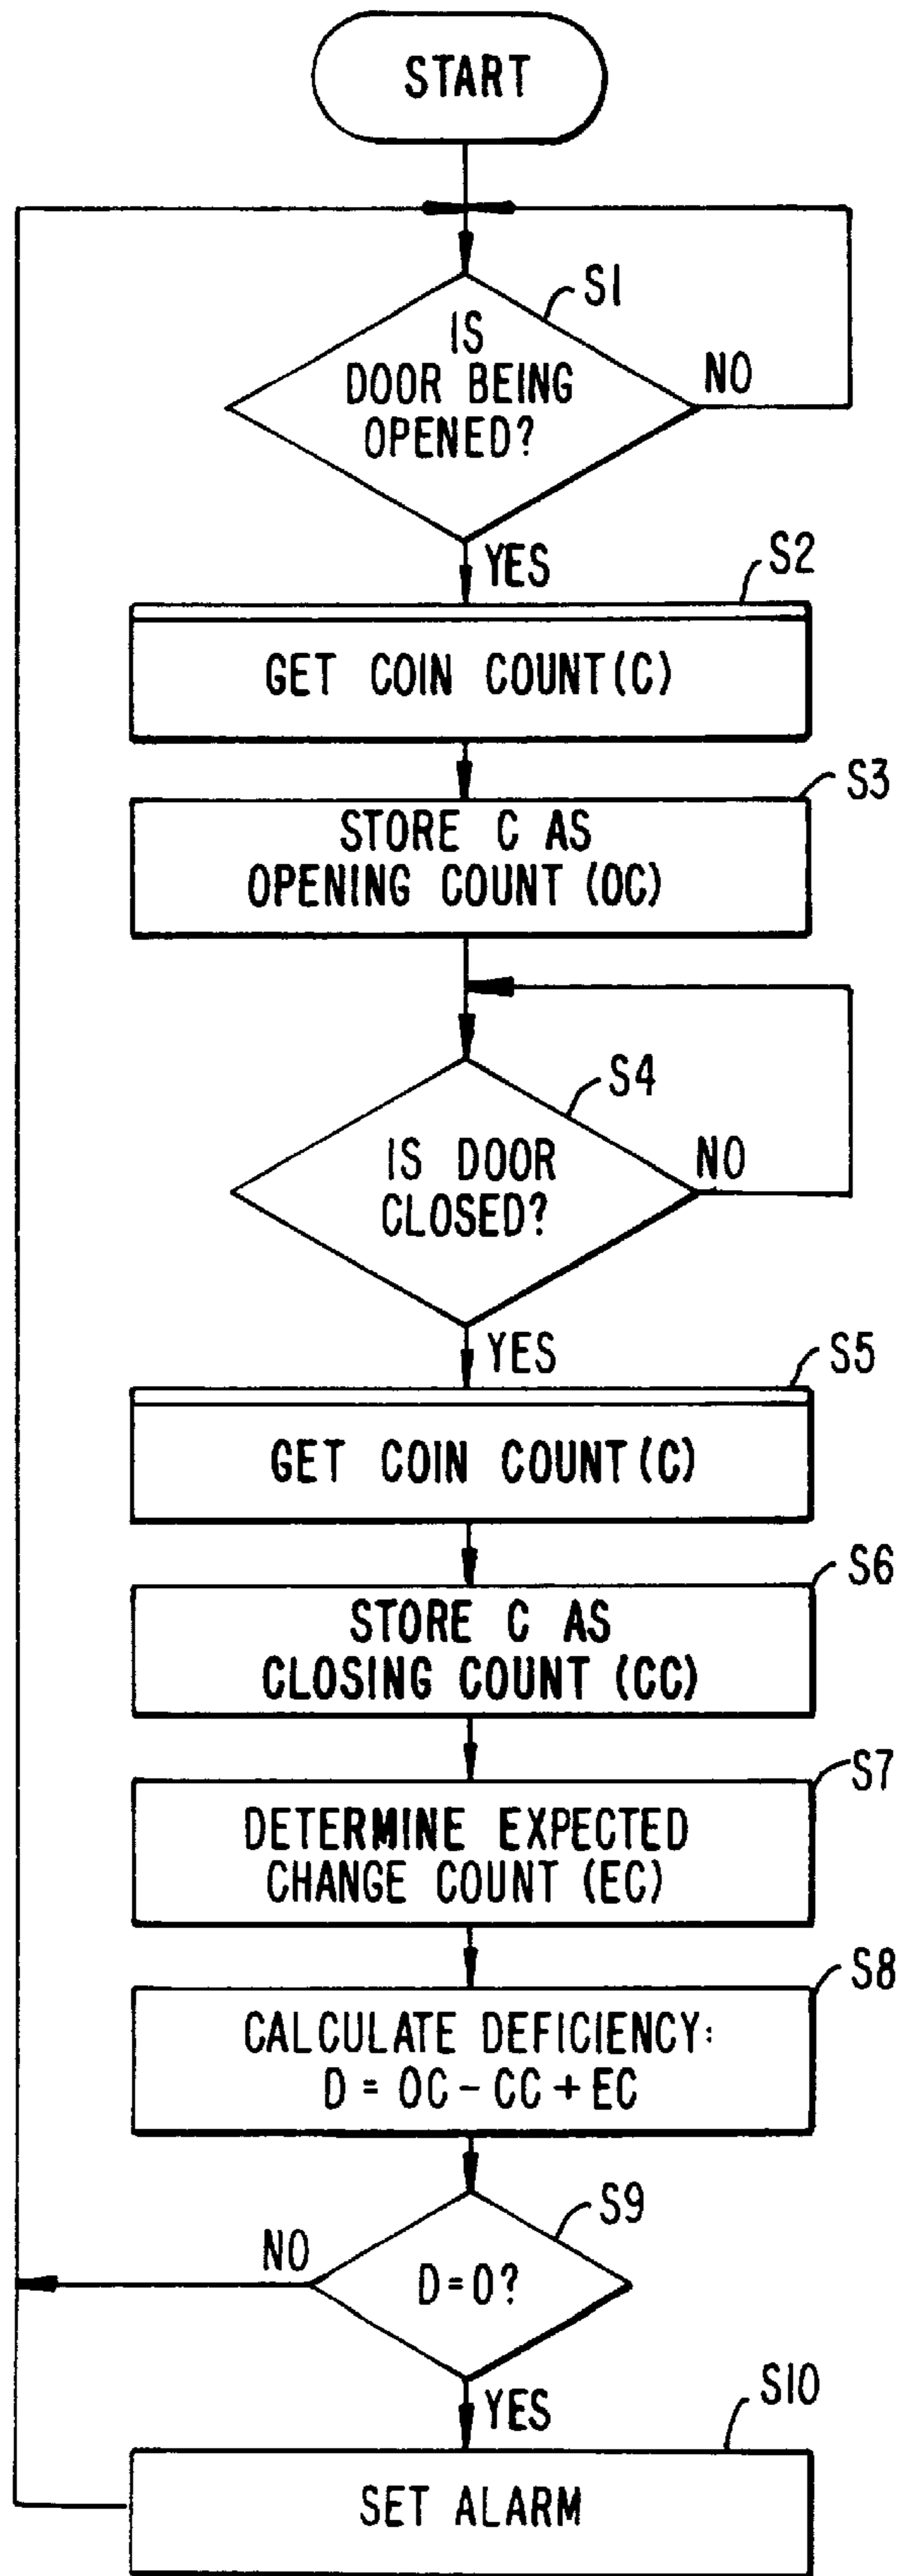 START
S1
IS
DOOR BEING
OPENED?
NO
YES
S2
GET COIN COUNT(C)
S3
STORE C AS
OPENING COUNT (OC)
S4
IS DOOR
CLOSED?
NO
YES
S5
GET COIN COUNT(C)
S6
STORE C AS
CLOSING COUNT (CC)
S7
DETERMINE EXPECTED
CHANGE COUNT (EC)
S8
CALCULATE DEFICIENCY:
D = OC - CC + EC
S9
NO
D=0?
YES
S10
SET ALARM